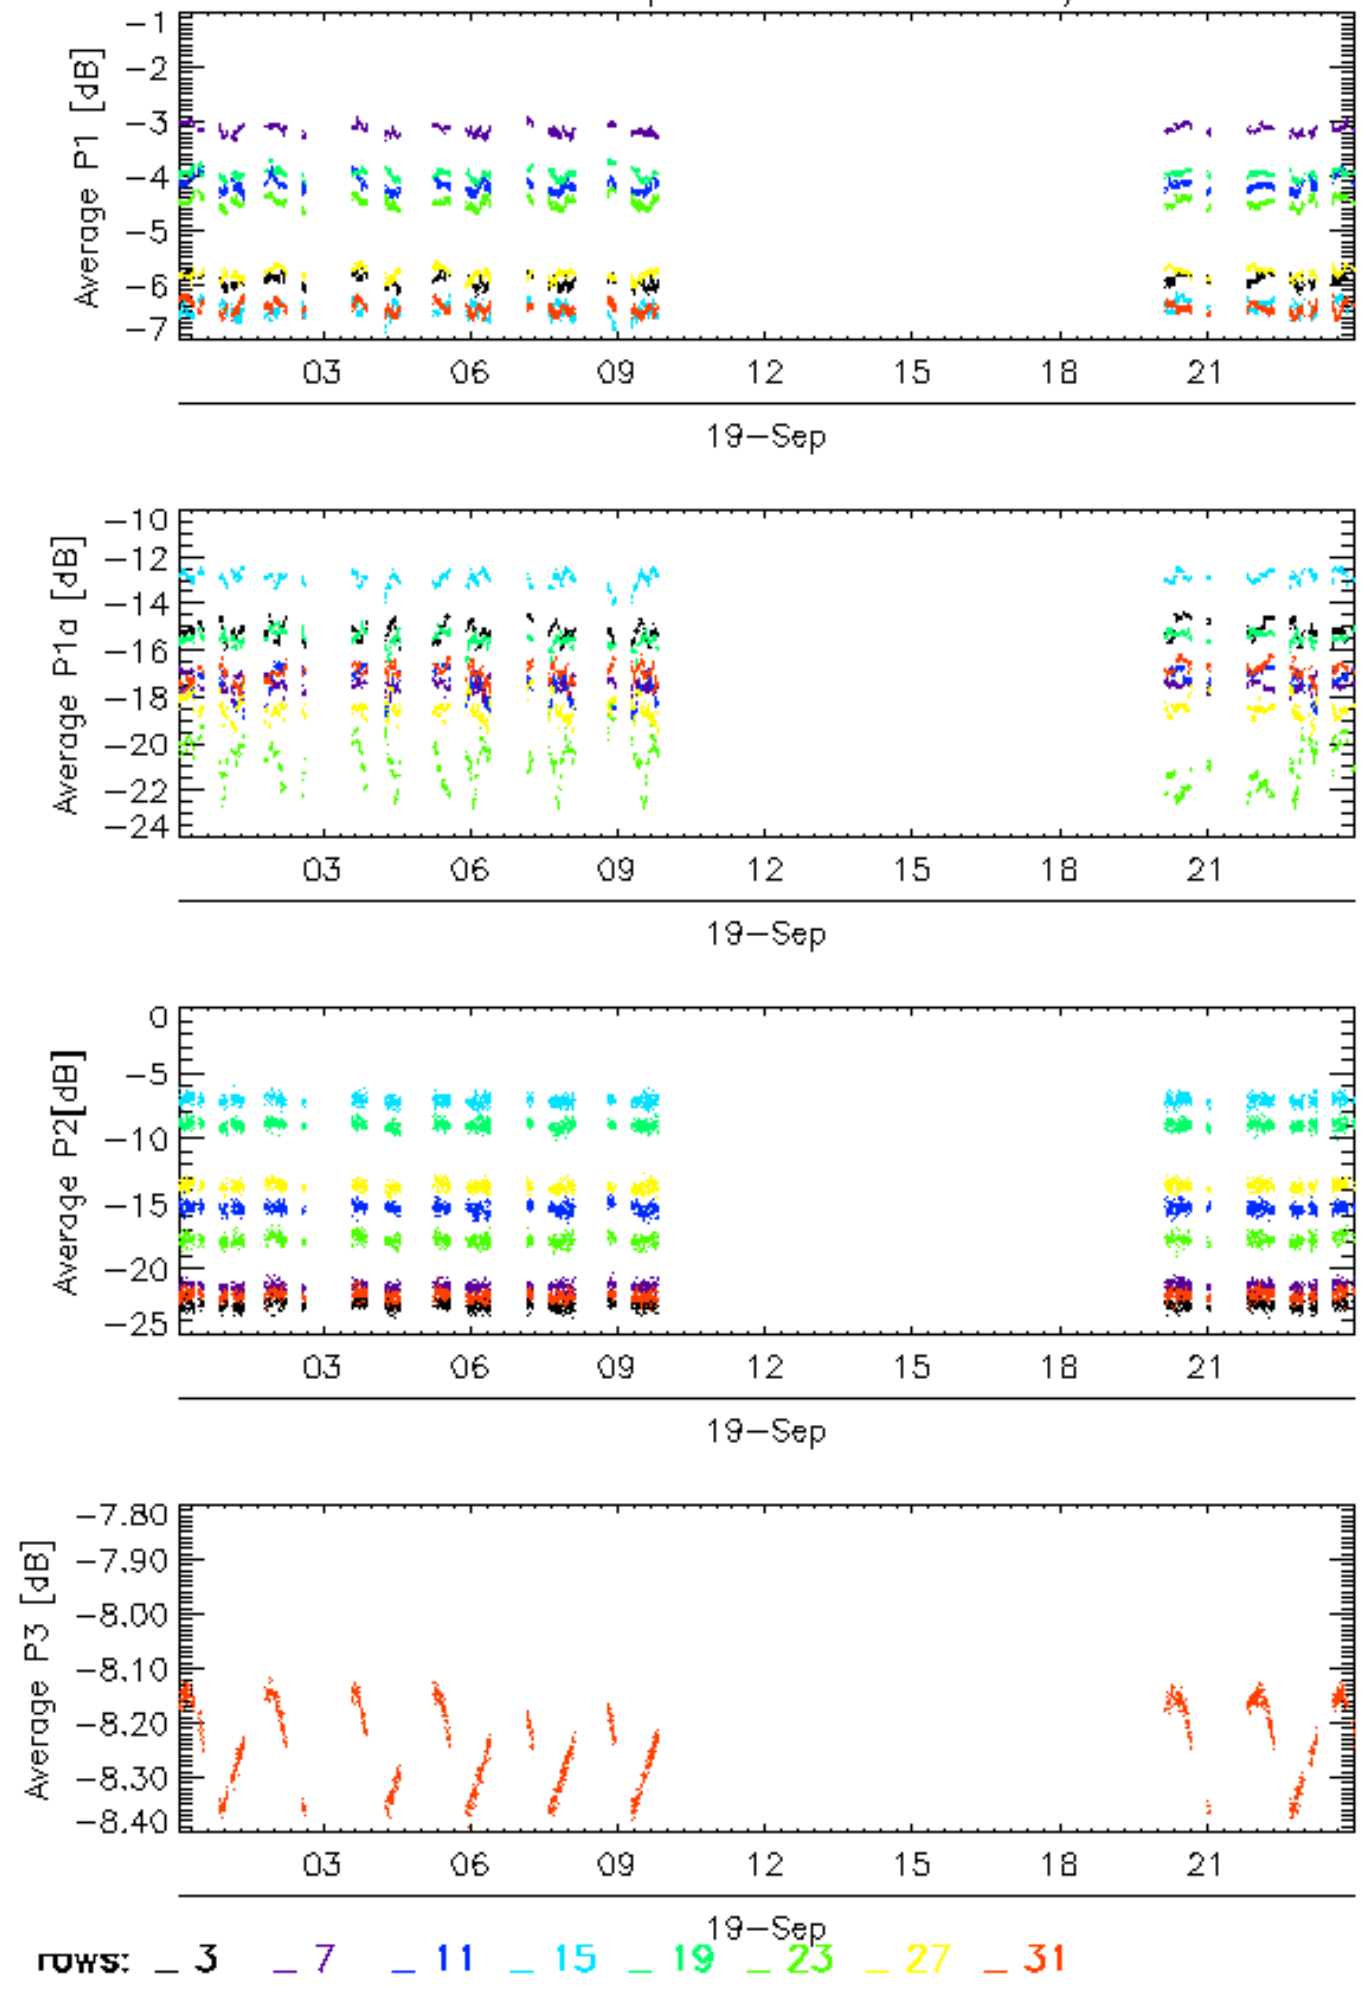 Average P1 [dB]
-1
-2
-3
-4
-5
-6
-7
03 06 09 12 15 18 21
19-Sep
Average P1a [dB]
-10
-12
-14
-16
-18
-20
-22
-24
03 06 09 12 15 18 21
19-Sep
Average P2[dB]
0
-5
-10
-15
-20
-25
03 06 09 12 15 18 21
19-Sep
Average P3 [dB]
-7.80
-7.90
-8.00
-8.10
-8.20
-8.30
-8.40
03 06 09 12 15 18 21
19-Sep
rows: _ 3 _ 7 _ 11 _ 15 _ 19 _ 23 _ 27 _ 31